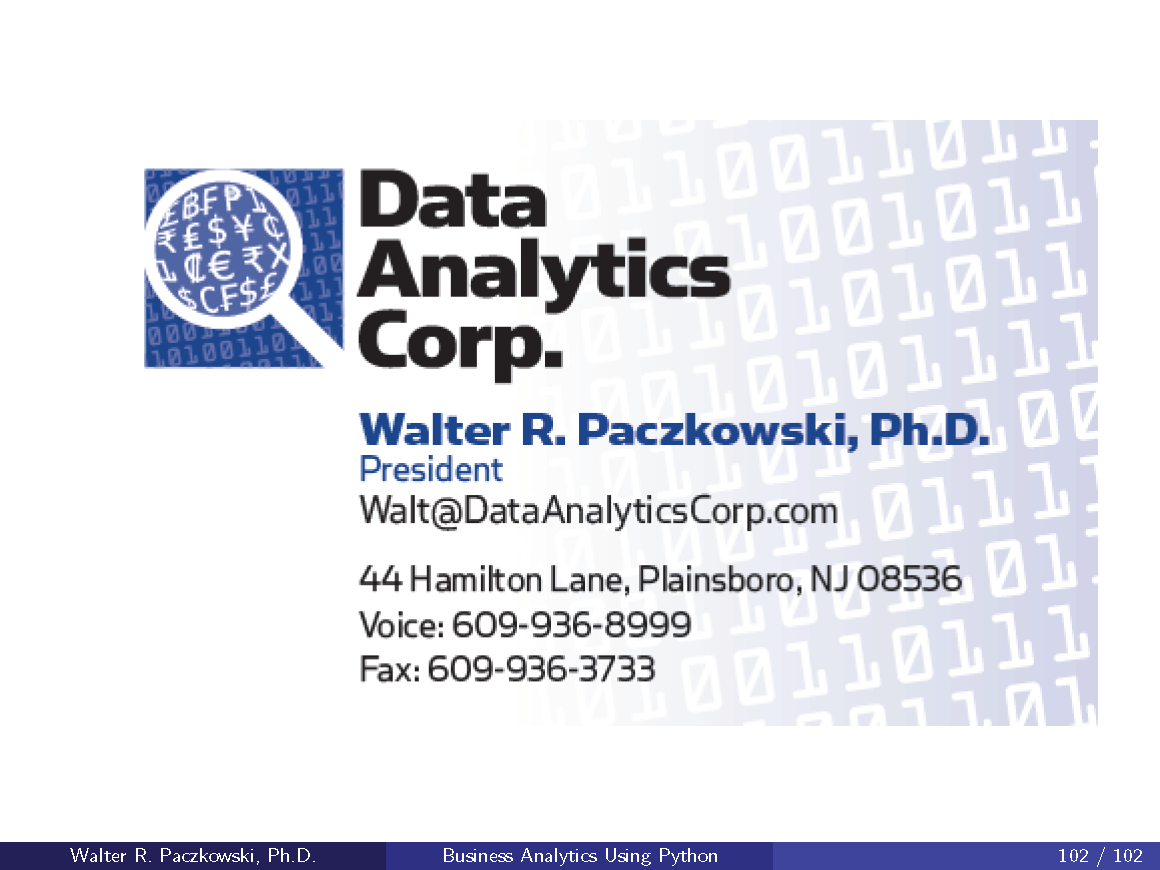 Data
Analytics
Corp.
Walter R. Paczkowski, Ph.D.
President
Walt@DataAnalyticsCorp.com
44 Hamilton Lane, Plainsboro, NJ 08536
Voice: 609-936-8999
Fax: 609-936-3733
Walter R. Paczkowski, Ph.D.
Business Analytics Using Python
102 / 102